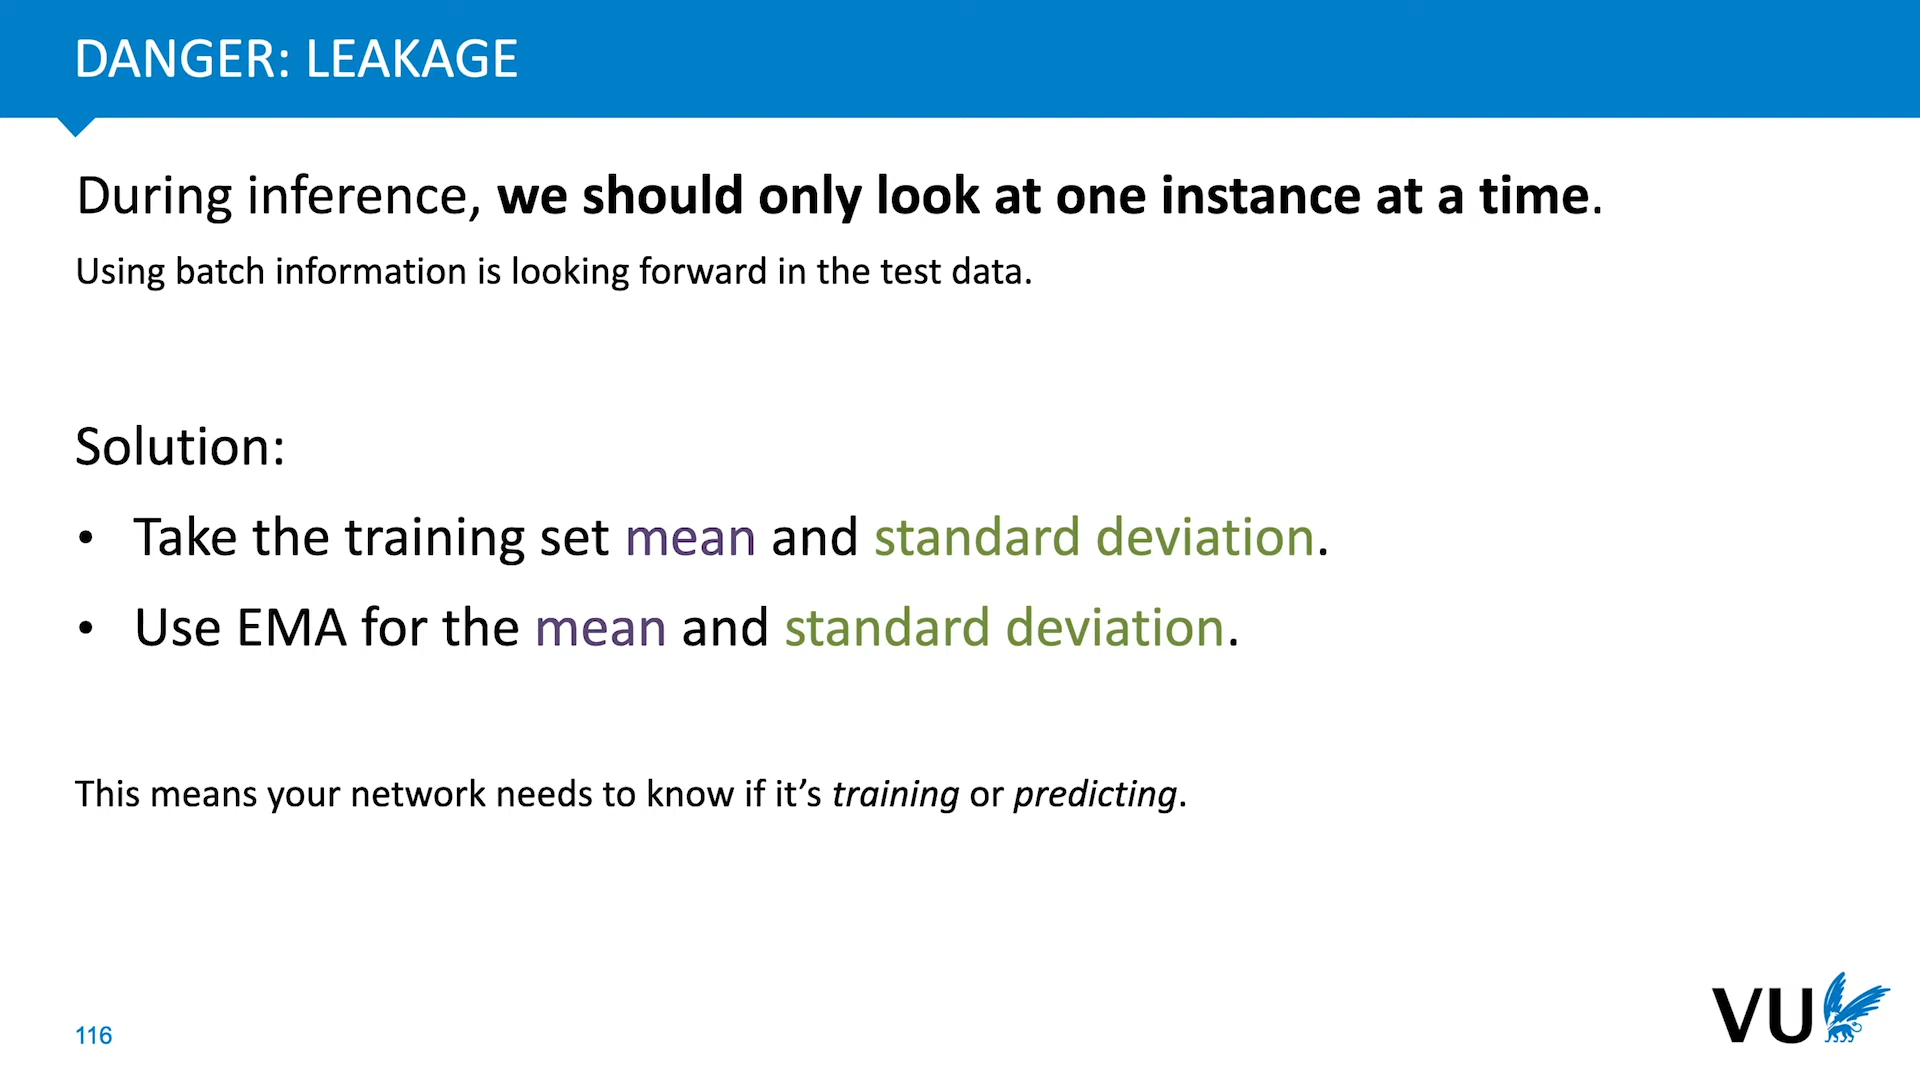 DANGER: LEAKAGE
During inference, we should only look at one instance at a time.
Using batch information is looking forward in the test data.
Solution:
• Take the training set mean and standard deviation.
• Use EMA for the mean and standard deviation.
This means your network needs to know if it’s training or predicting.
116
VU